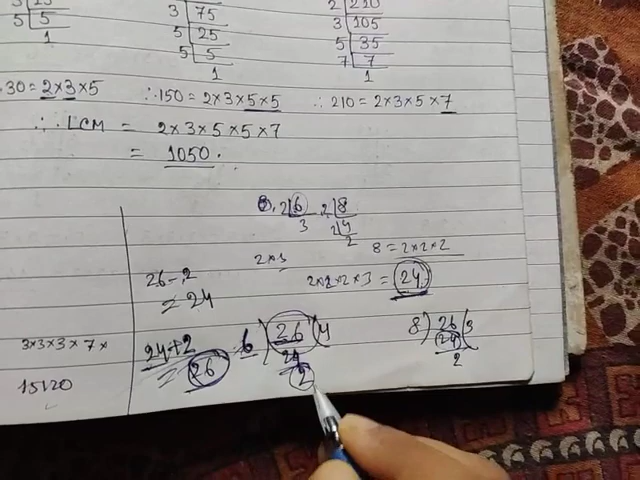 3 75
2 210
5 5
5 25
3 105
1
5 5
5 35
1
7 7
1
30 = 2×3×5 ∴150 = 2×3×5×5 ∴ 210 = 2×3×5×7
∴ LCM = 2×3×5×5×7
= 1050.
2 6 2 8
3 2 4
2
2×3 8 = 2×2×2
26-2 2×2×2×3 = 24
= 24
3×3×3×7×
24+2 6) 26 (4 8) 26 (3
= 26 24 24
2 2
15120